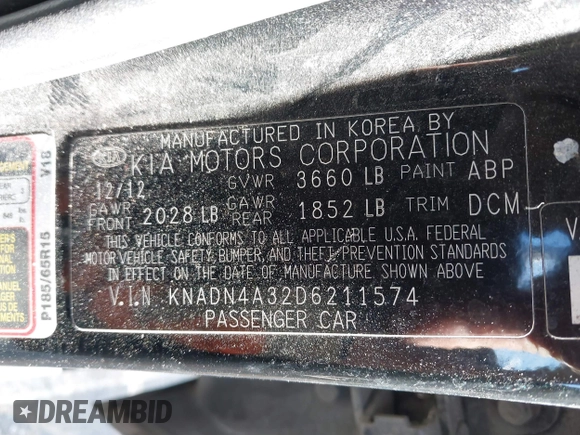 MANUFACTURED IN KOREA BY
KIA KIA MOTORS CORPORATION
12/12 GVWR 3660 LB PAINT ABP
GAWR FRONT 2028 LB GAWR REAR 1852 LB TRIM DCM
THIS VEHICLE CONFORMS TO ALL APPLICABLE U.S.A. FEDERAL
MOTOR VEHICLE SAFETY, BUMPER, AND THEFT PREVENTION STANDARDS
IN EFFECT ON THE DATE OF MANUFACTURE SHOWN ABOVE
V.I.N KNADN4A32D6211574
PASSENGER CAR
P185/65R15 V18
V
DREAMBID